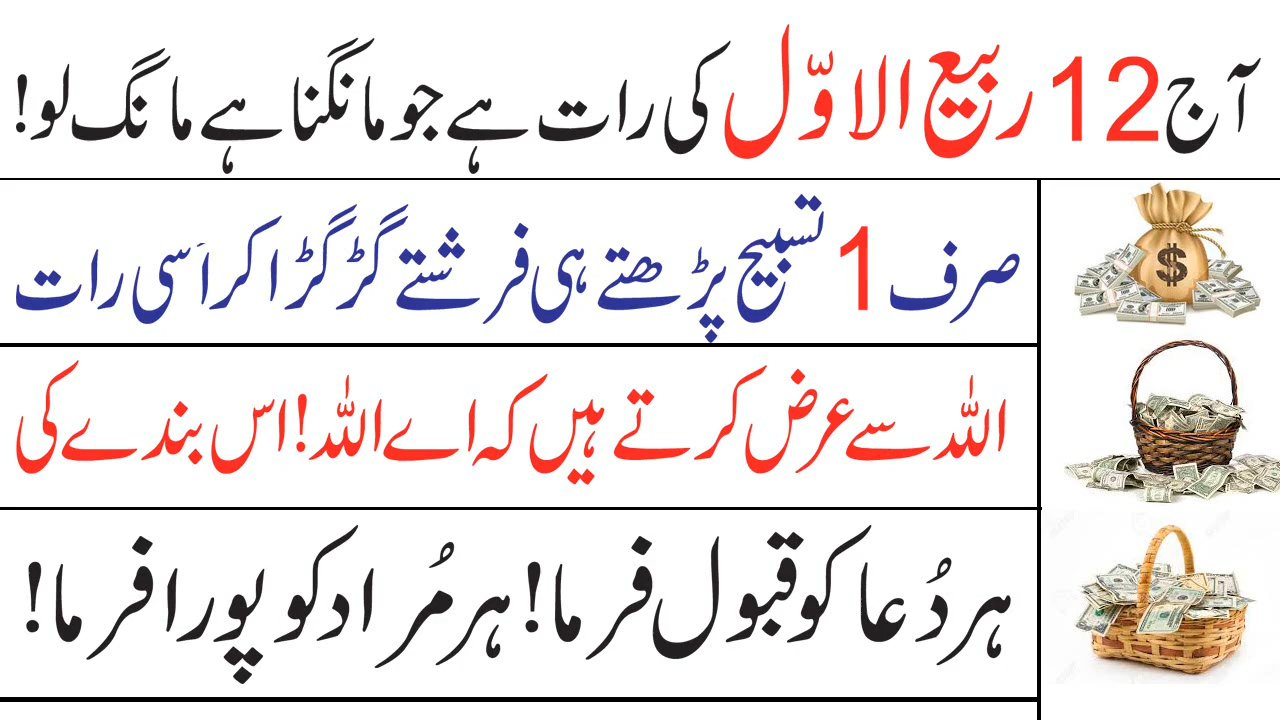 آج 12 ربیع الاوّل کی رات ہے جو مانگنا ہے مانگ لو!
صرف 1 تسبیح پڑھتے ہی فرشتے گڑگڑا کر اَسی رات
اللہ سے عرض کرتے ہیں کہ اے اللہ! اس بندے کی
ہر دُعا کو قبول فرما! ہر مُراد کو پورا فرما!